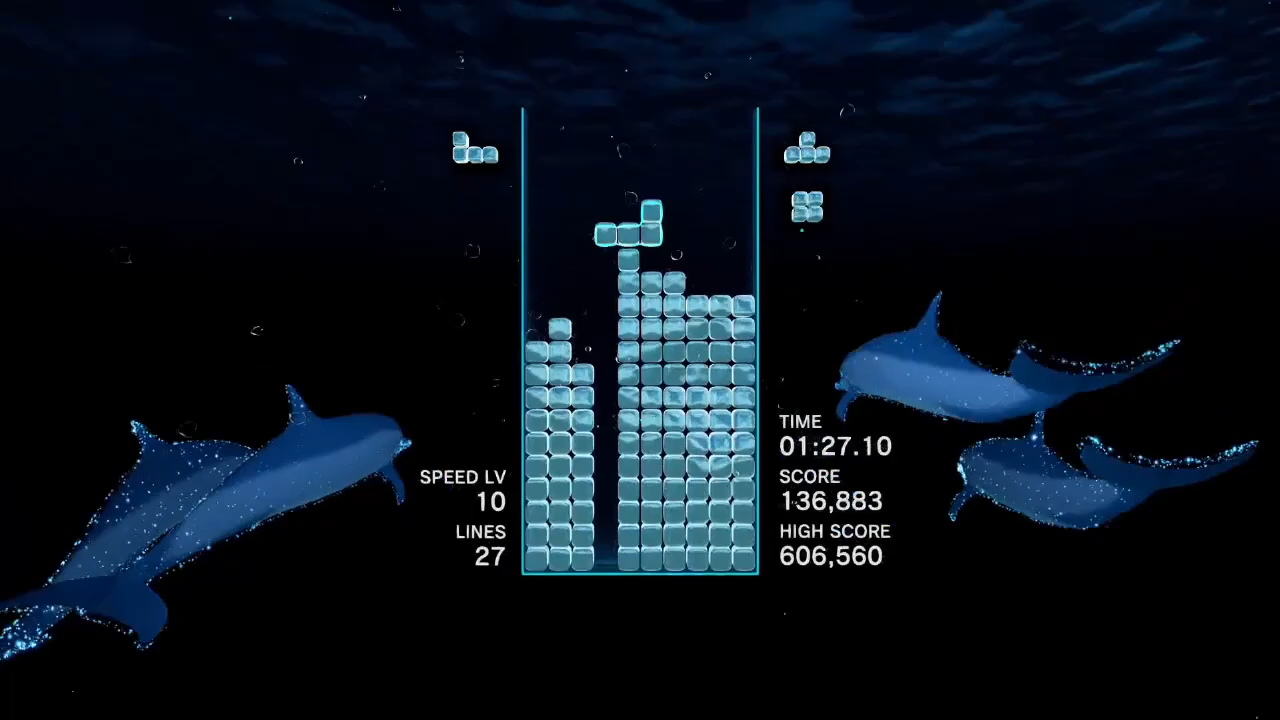 SPEED LV
10
LINES
27
TIME
01:27.10
SCORE
136,883
HIGH SCORE
606,560